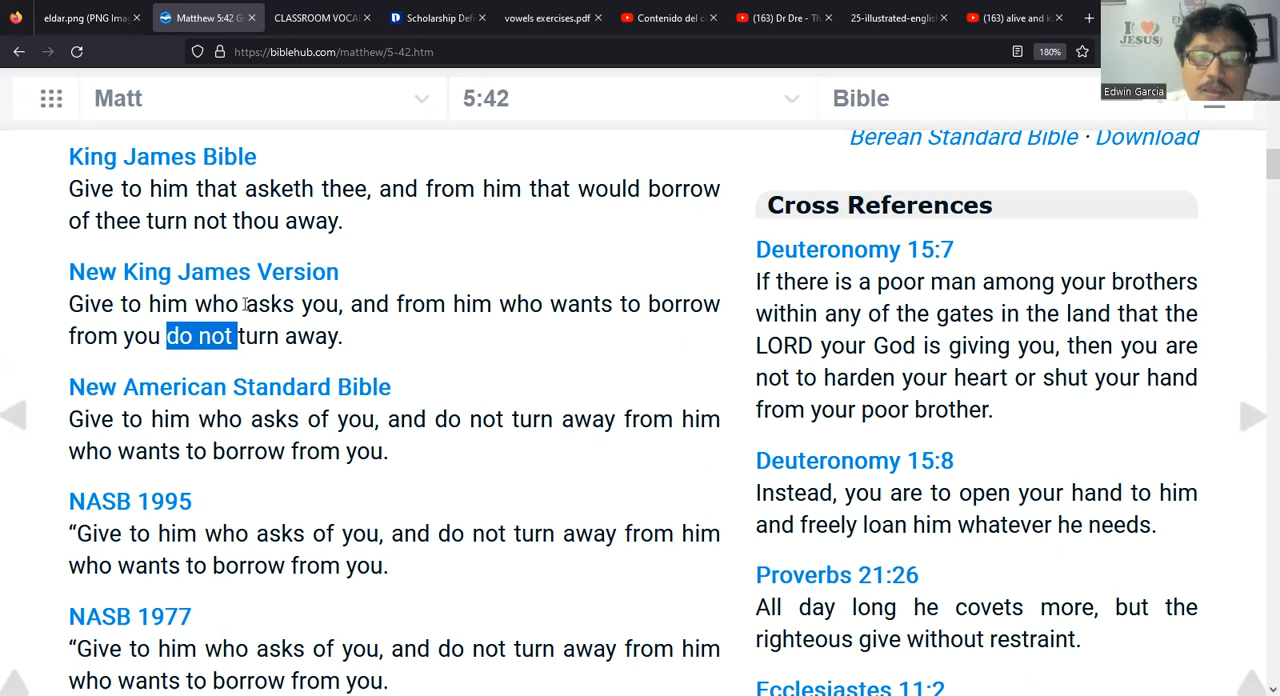 eldar.png (PNG Ima
Matthew 5:42 G
CLASSROOM VOCA
Scholarship Defi
vowels exercises.pdf
Contenido del c
(163) Dr Dre - Th
25-illustrated-engli
(163) alive and k
https://biblehub.com/matthew/5-42.htm
180%
I ❤ JESUS
Edwin Garcia
Matt
5:42
Bible
King James Bible
Give to him that asketh thee, and from him that would borrow
of thee turn not thou away.
New King James Version
Give to him who asks you, and from him who wants to borrow
from you do not turn away.
New American Standard Bible
Give to him who asks of you, and do not turn away from him
who wants to borrow from you.
NASB 1995
“Give to him who asks of you, and do not turn away from him
who wants to borrow from you.
NASB 1977
“Give to him who asks of you, and do not turn away from him
who wants to borrow from you.
Berean Standard Bible · Download
Cross References
Deuteronomy 15:7
If there is a poor man among your brothers
within any of the gates in the land that the
LORD your God is giving you, then you are
not to harden your heart or shut your hand
from your poor brother.
Deuteronomy 15:8
Instead, you are to open your hand to him
and freely loan him whatever he needs.
Proverbs 21:26
All day long he covets more, but the
righteous give without restraint.
Ecclesiastes 11:2